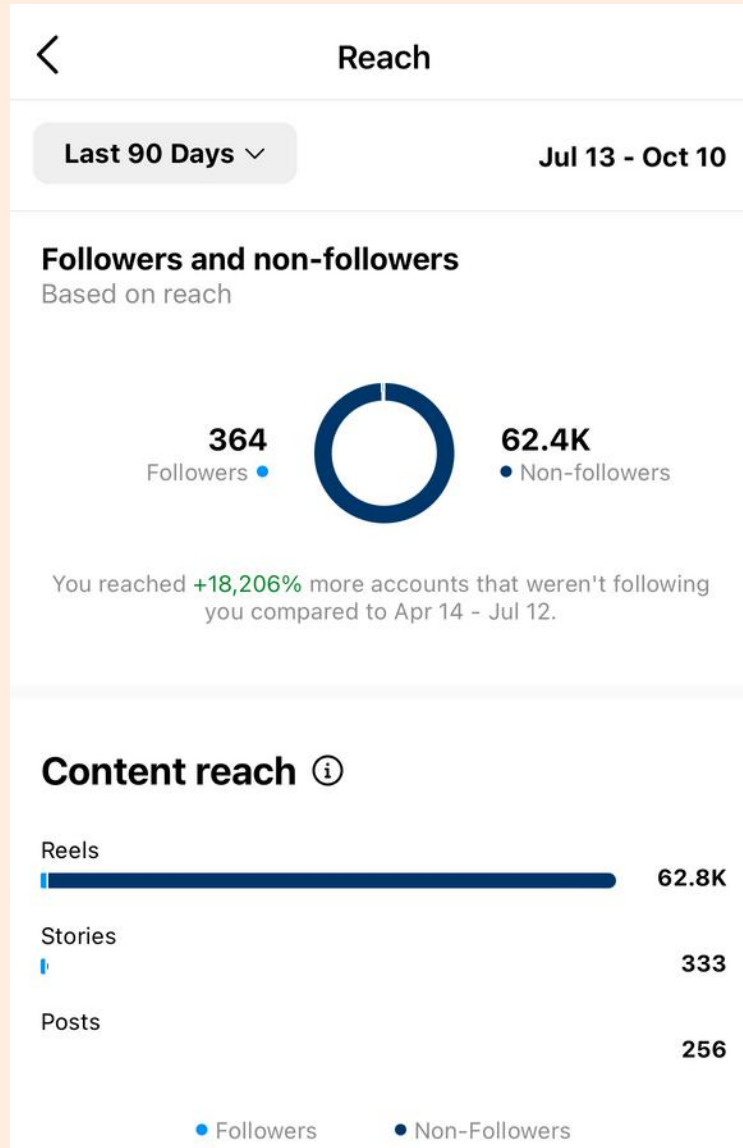 Reach
Last 90 Days
Jul 13 - Oct 10
Followers and non-followers
Based on reach
364
Followers
62.4K
Non-followers
You reached +18,206% more accounts that weren't following
you compared to Apr 14 - Jul 12.
Content reach
Reels
62.8K
Stories
333
Posts
256
Followers
Non-Followers